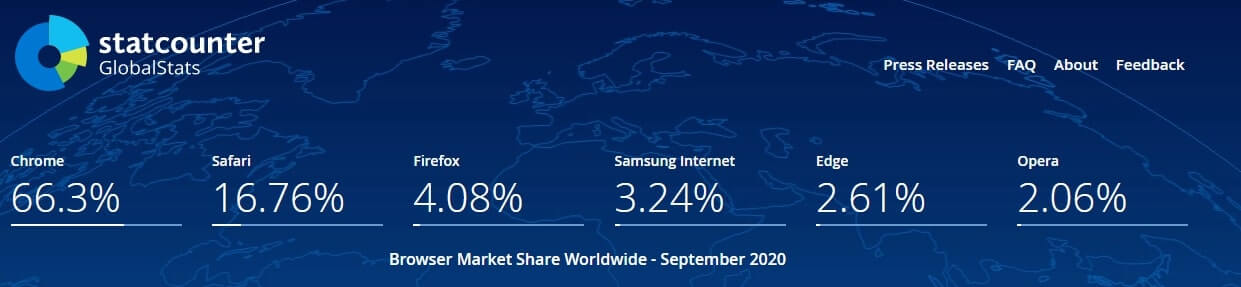 statcounter
GlobalStats
Press Releases FAQ About Feedback
Chrome Safari Firefox Samsung Internet Edge Opera
66.3% 16.76% 4.08% 3.24% 2.61% 2.06%
Browser Market Share Worldwide - September 2020